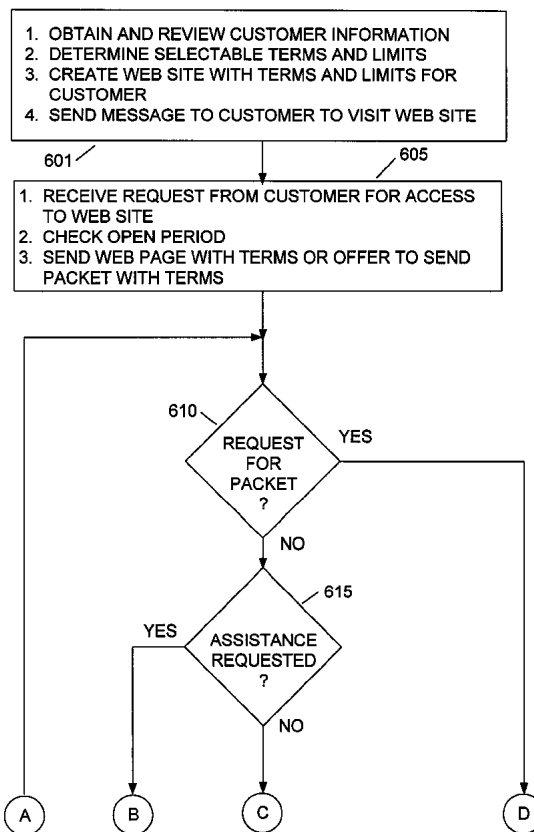 1. OBTAIN AND REVIEW CUSTOMER INFORMATION
2. DETERMINE SELECTABLE TERMS AND LIMITS
3. CREATE WEB SITE WITH TERMS AND LIMITS FOR
CUSTOMER
4. SEND MESSAGE TO CUSTOMER TO VISIT WEB SITE
601
605
1. RECEIVE REQUEST FROM CUSTOMER FOR ACCESS
TO WEB SITE
2. CHECK OPEN PERIOD
3. SEND WEB PAGE WITH TERMS OR OFFER TO SEND
PACKET WITH TERMS
610
REQUEST
FOR
PACKET
?
YES
NO
615
YES
ASSISTANCE
REQUESTED
?
NO
A
B
C
D